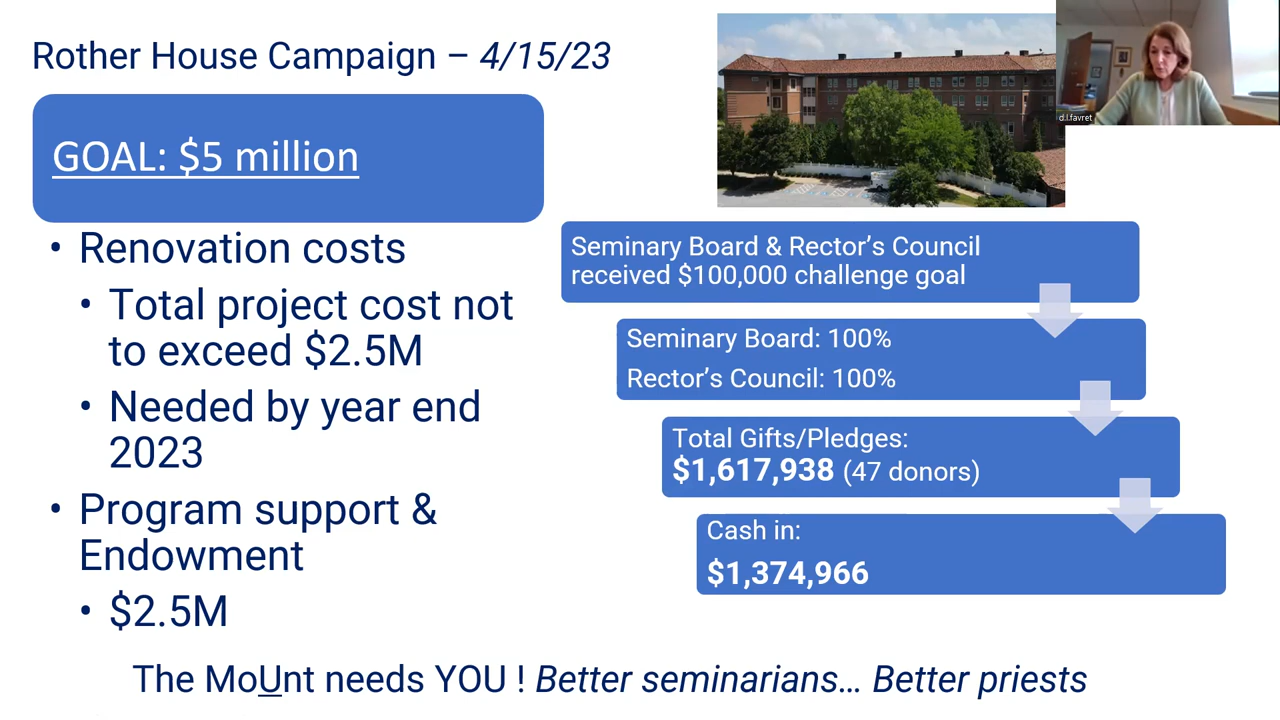 Rother House Campaign – 4/15/23
d.l.favret
GOAL: $5 million
• Renovation costs
• Total project cost not
to exceed $2.5M
• Needed by year end
2023
• Program support &
Endowment
• $2.5M
Seminary Board & Rector's Council
received $100,000 challenge goal
Seminary Board: 100%
Rector's Council: 100%
Total Gifts/Pledges:
$1,617,938 (47 donors)
Cash in:
$1,374,966
The MoUnt needs YOU ! Better seminarians... Better priests